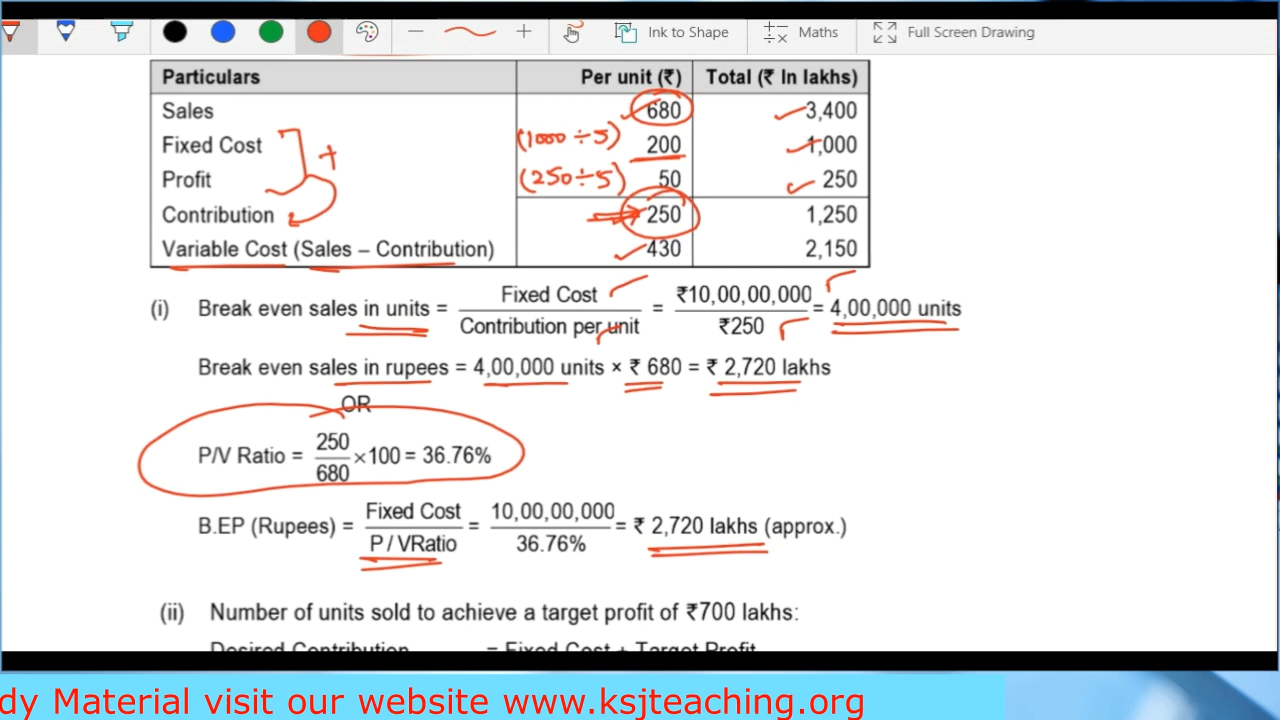 Ink to Shape Maths Full Screen Drawing
Particulars Per unit (₹) Total (₹ In lakhs)
Sales 680 3,400
Fixed Cost (1000 ÷ 5) 200 1,000
+
Profit (250 ÷ 5) 50 250
Contribution 250 1,250
Variable Cost (Sales – Contribution) 430 2,150
(i) Break even sales in units = Fixed Cost / Contribution per unit = ₹10,00,00,000 / ₹250 = 4,00,000 units
Break even sales in rupees = 4,00,000 units × ₹ 680 = ₹ 2,720 lakhs
OR
P/V Ratio = 250 / 680 ×100 = 36.76%
B.EP (Rupees) = Fixed Cost / P / VRatio = 10,00,00,000 / 36.76% = ₹ 2,720 lakhs (approx.)
(ii) Number of units sold to achieve a target profit of ₹700 lakhs:
Desired Contribution = Fixed Cost + Target Profit
dy Material visit our website www.ksjteaching.org